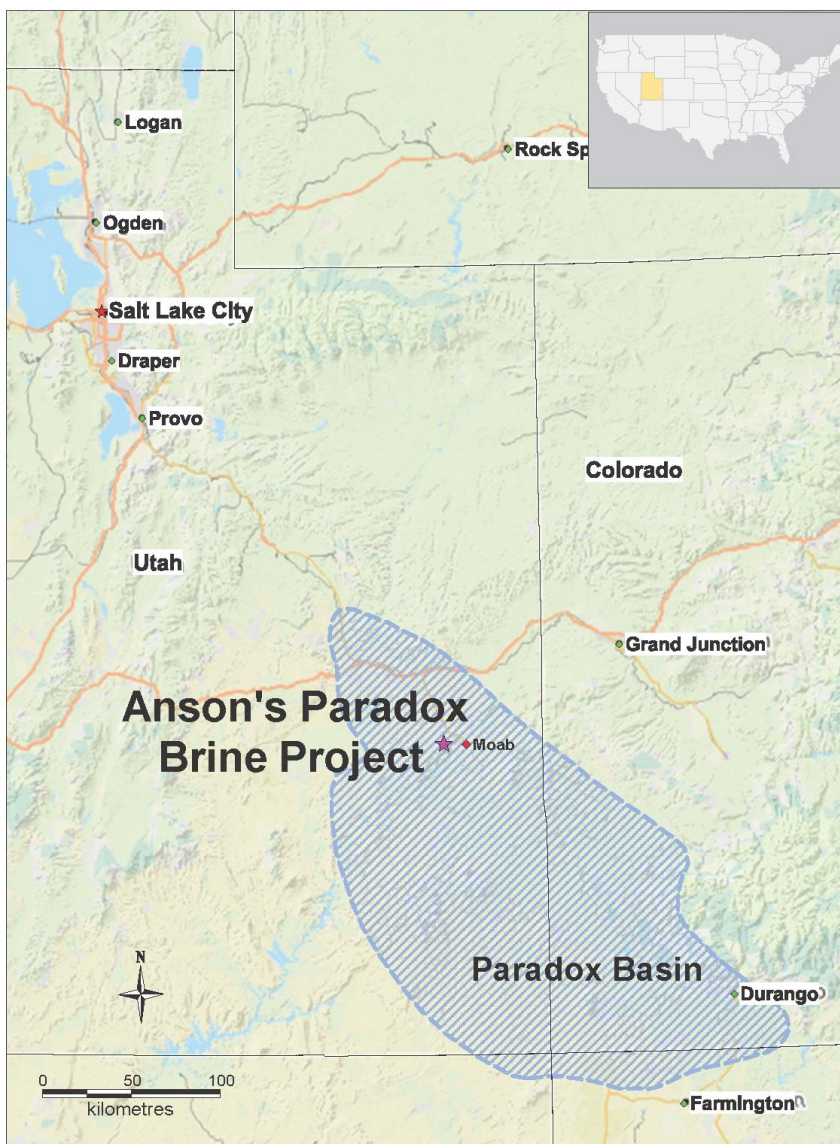 Logan
Rock Sp
Ogden
Salt Lake City
Draper
Provo
Colorado
Utah
Grand Junction
Anson's Paradox
Brine Project
Moab
Paradox Basin
N
Durango
0 50 100
kilometres
Farmington